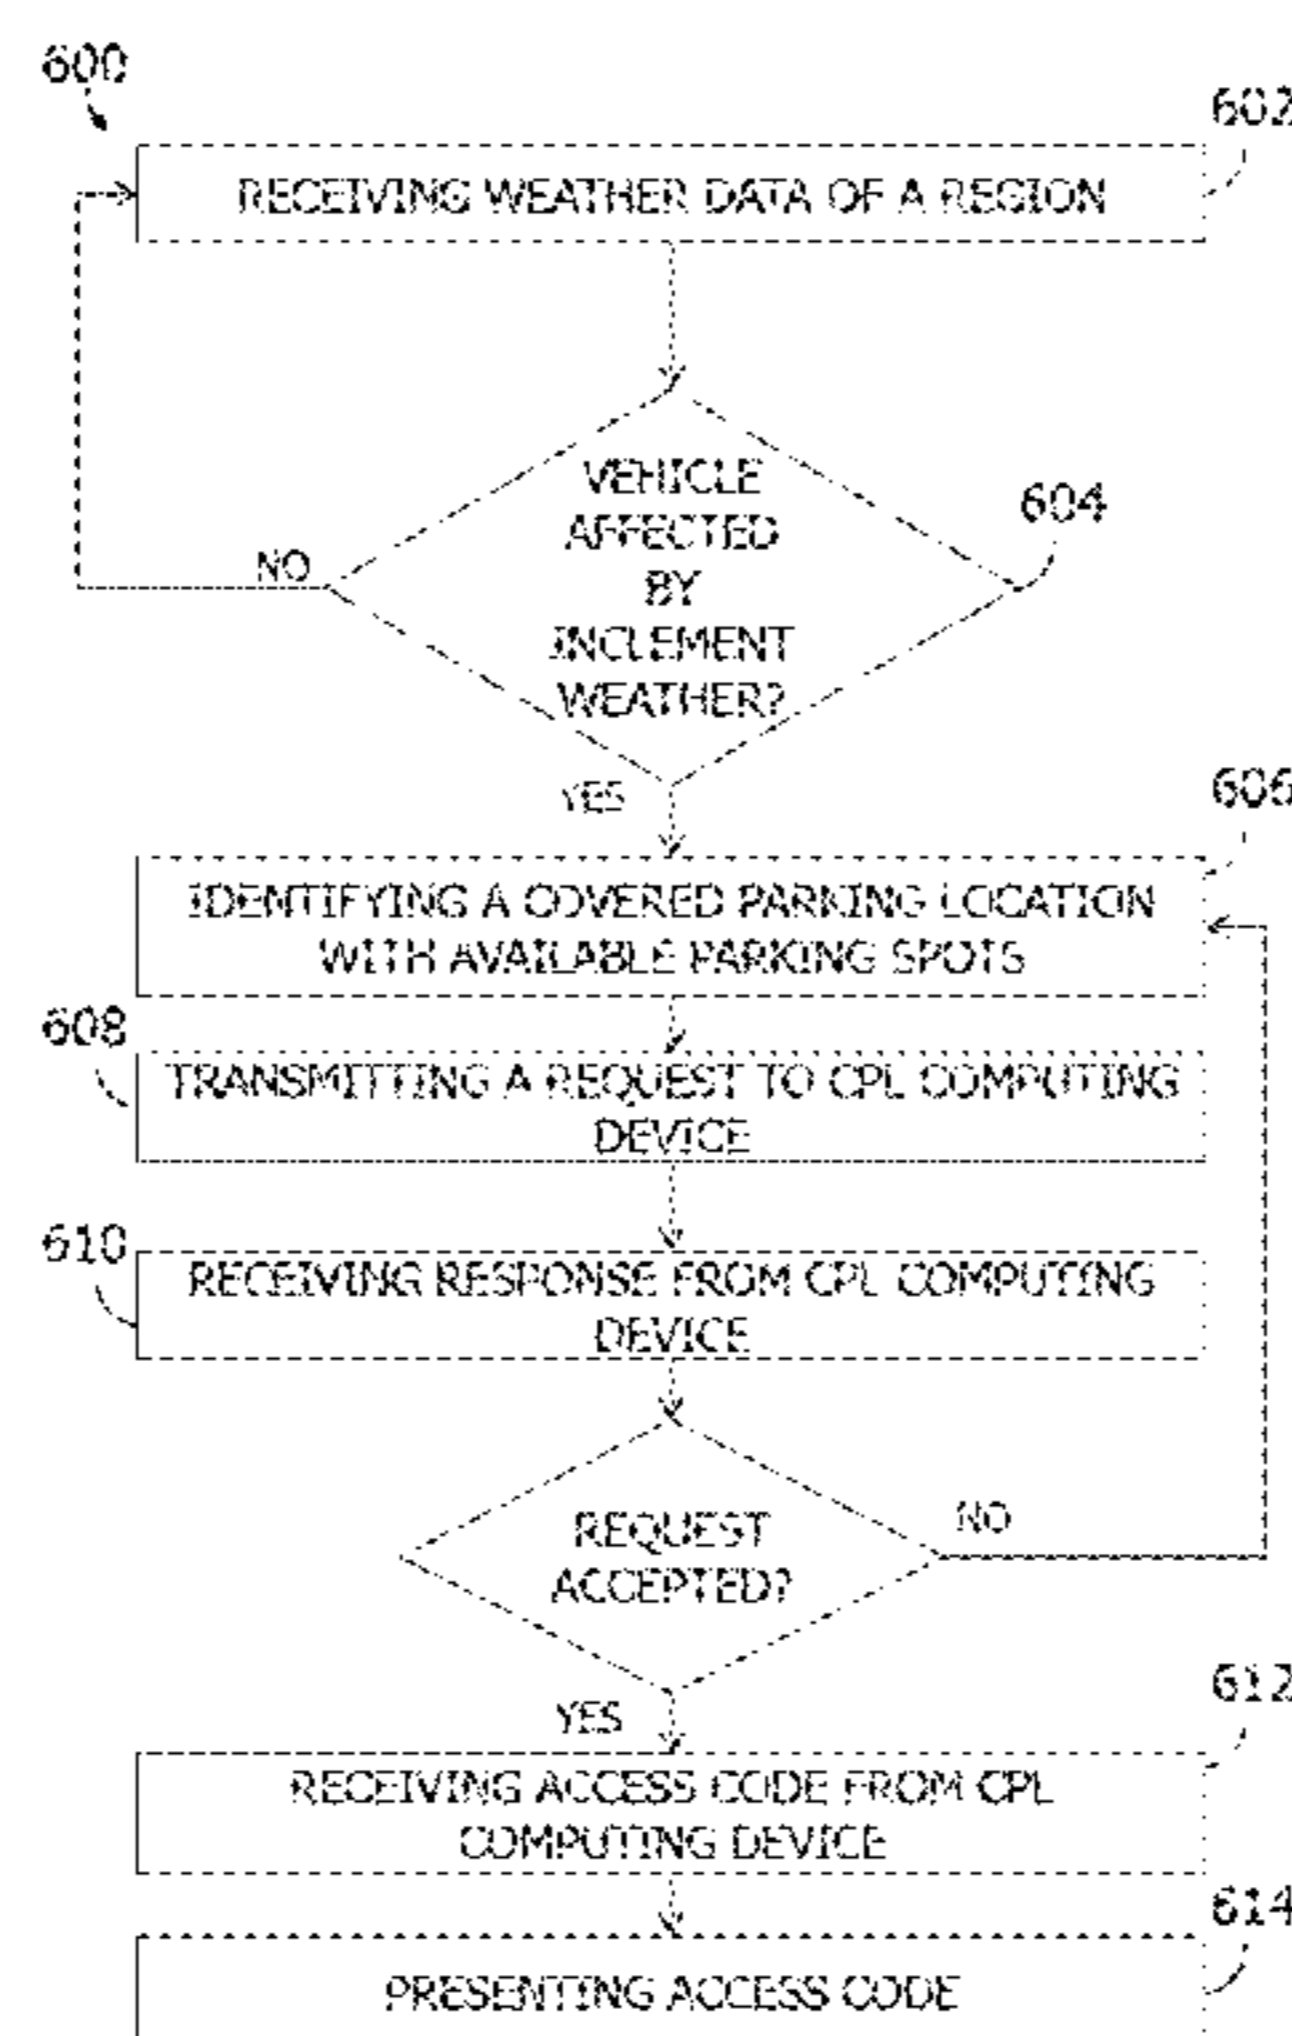 600
602
RECEIVING WEATHER DATA OF A REGION
VEHICLE
AFFECTED
BY
INCLEMENT
WEATHER?
604
NO
YES
606
IDENTIFYING A COVERED PARKING LOCATION
WITH AVAILABLE PARKING SPOTS
608
TRANSMITTING A REQUEST TO CPL COMPUTING
DEVICE
610
RECEIVING RESPONSE FROM CPL COMPUTING
DEVICE
REQUEST
ACCEPTED?
NO
YES
612
RECEIVING ACCESS CODE FROM CPL
COMPUTING DEVICE
614
PRESENTING ACCESS CODE